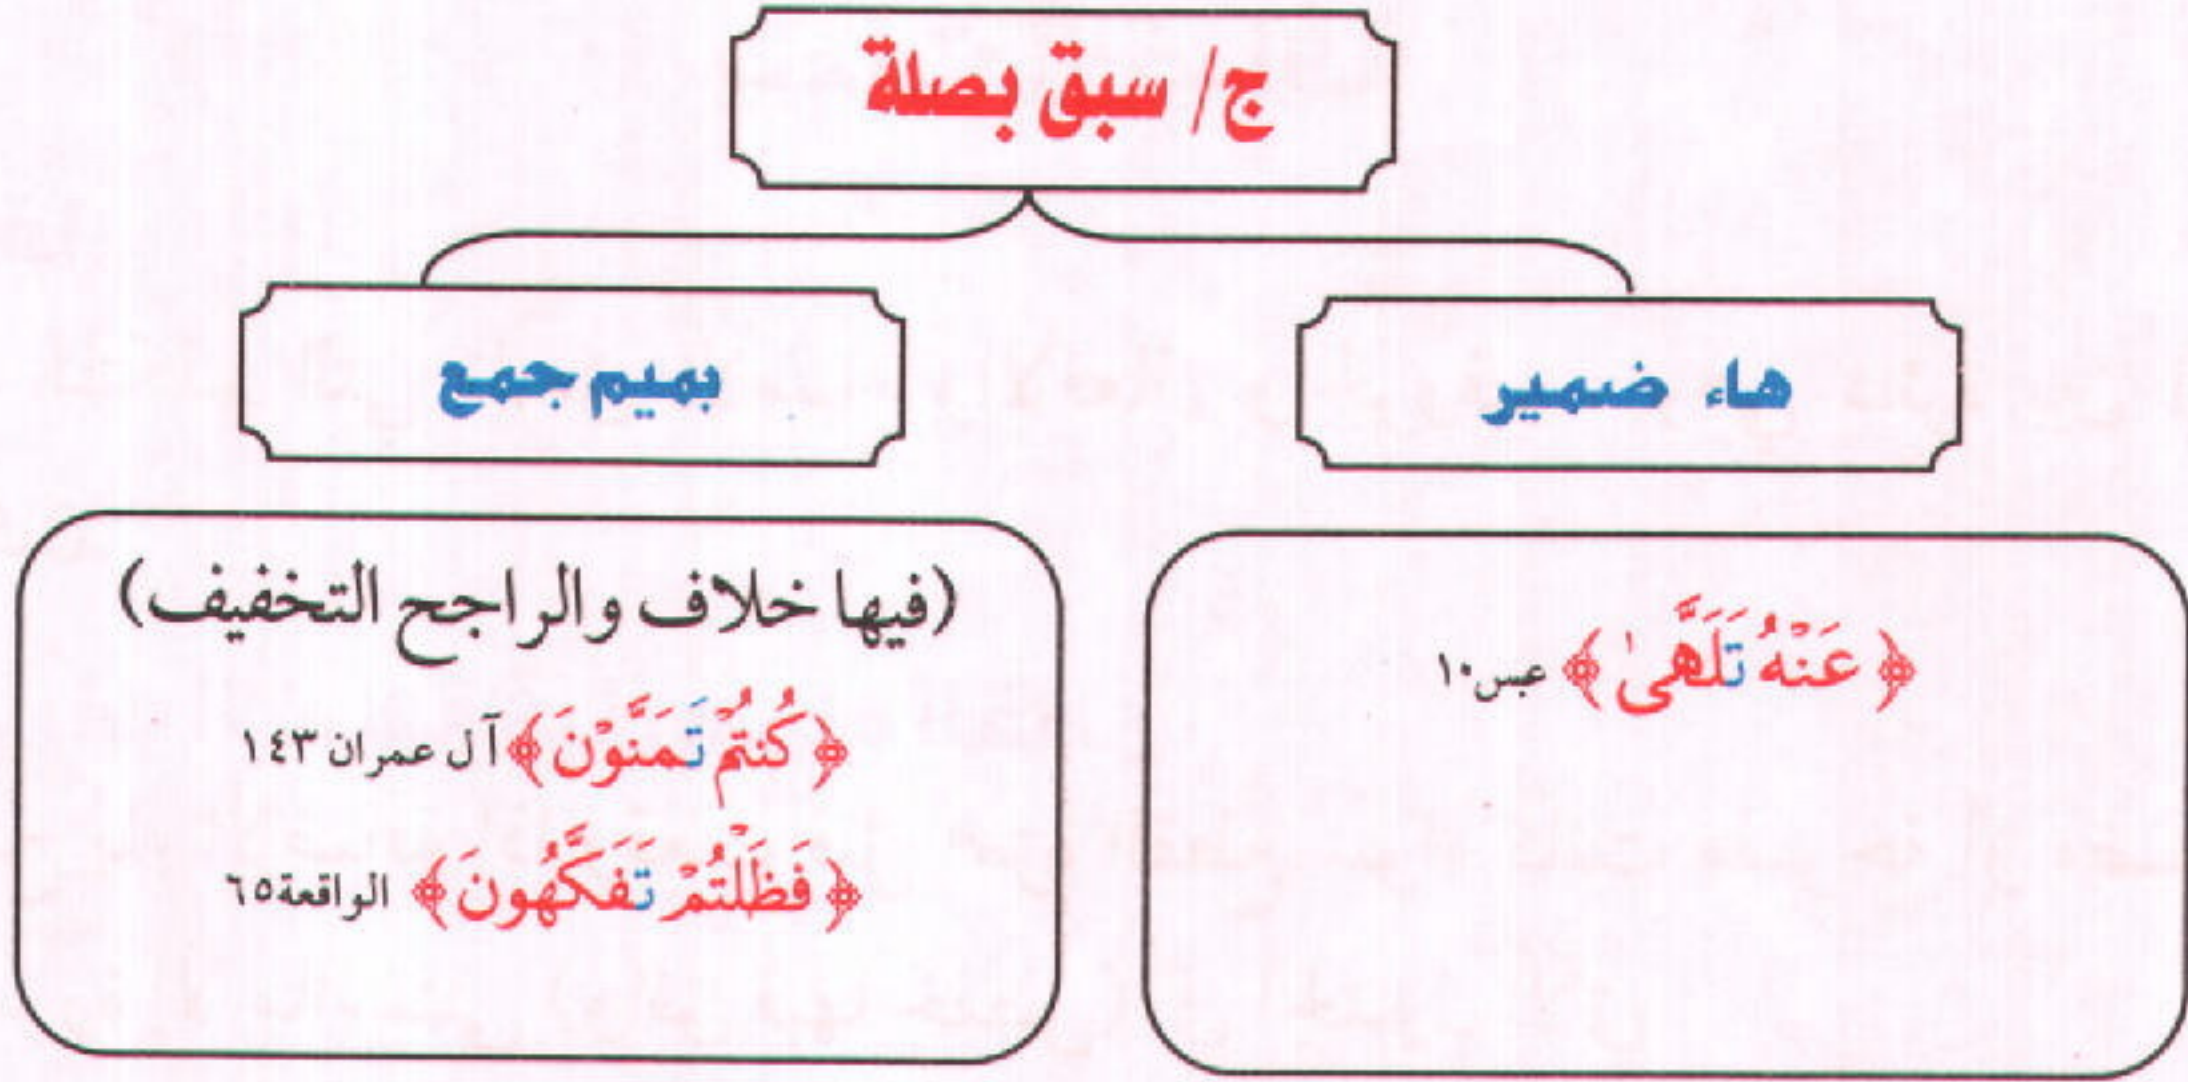 ج/ سبق بصلة
هاء ضمير
بميم جمع
﴿عَنْهُ تَلَهَّىٰ﴾ عبس١٠
(فيها خلاف والراجح التخفيف)
﴿كُنتُمْ تَمَنَّوْنَ﴾ آل عمران ١٤٣
﴿فَظَلْتُمْ تَفَكَّهُونَ﴾ الواقعة٦٥